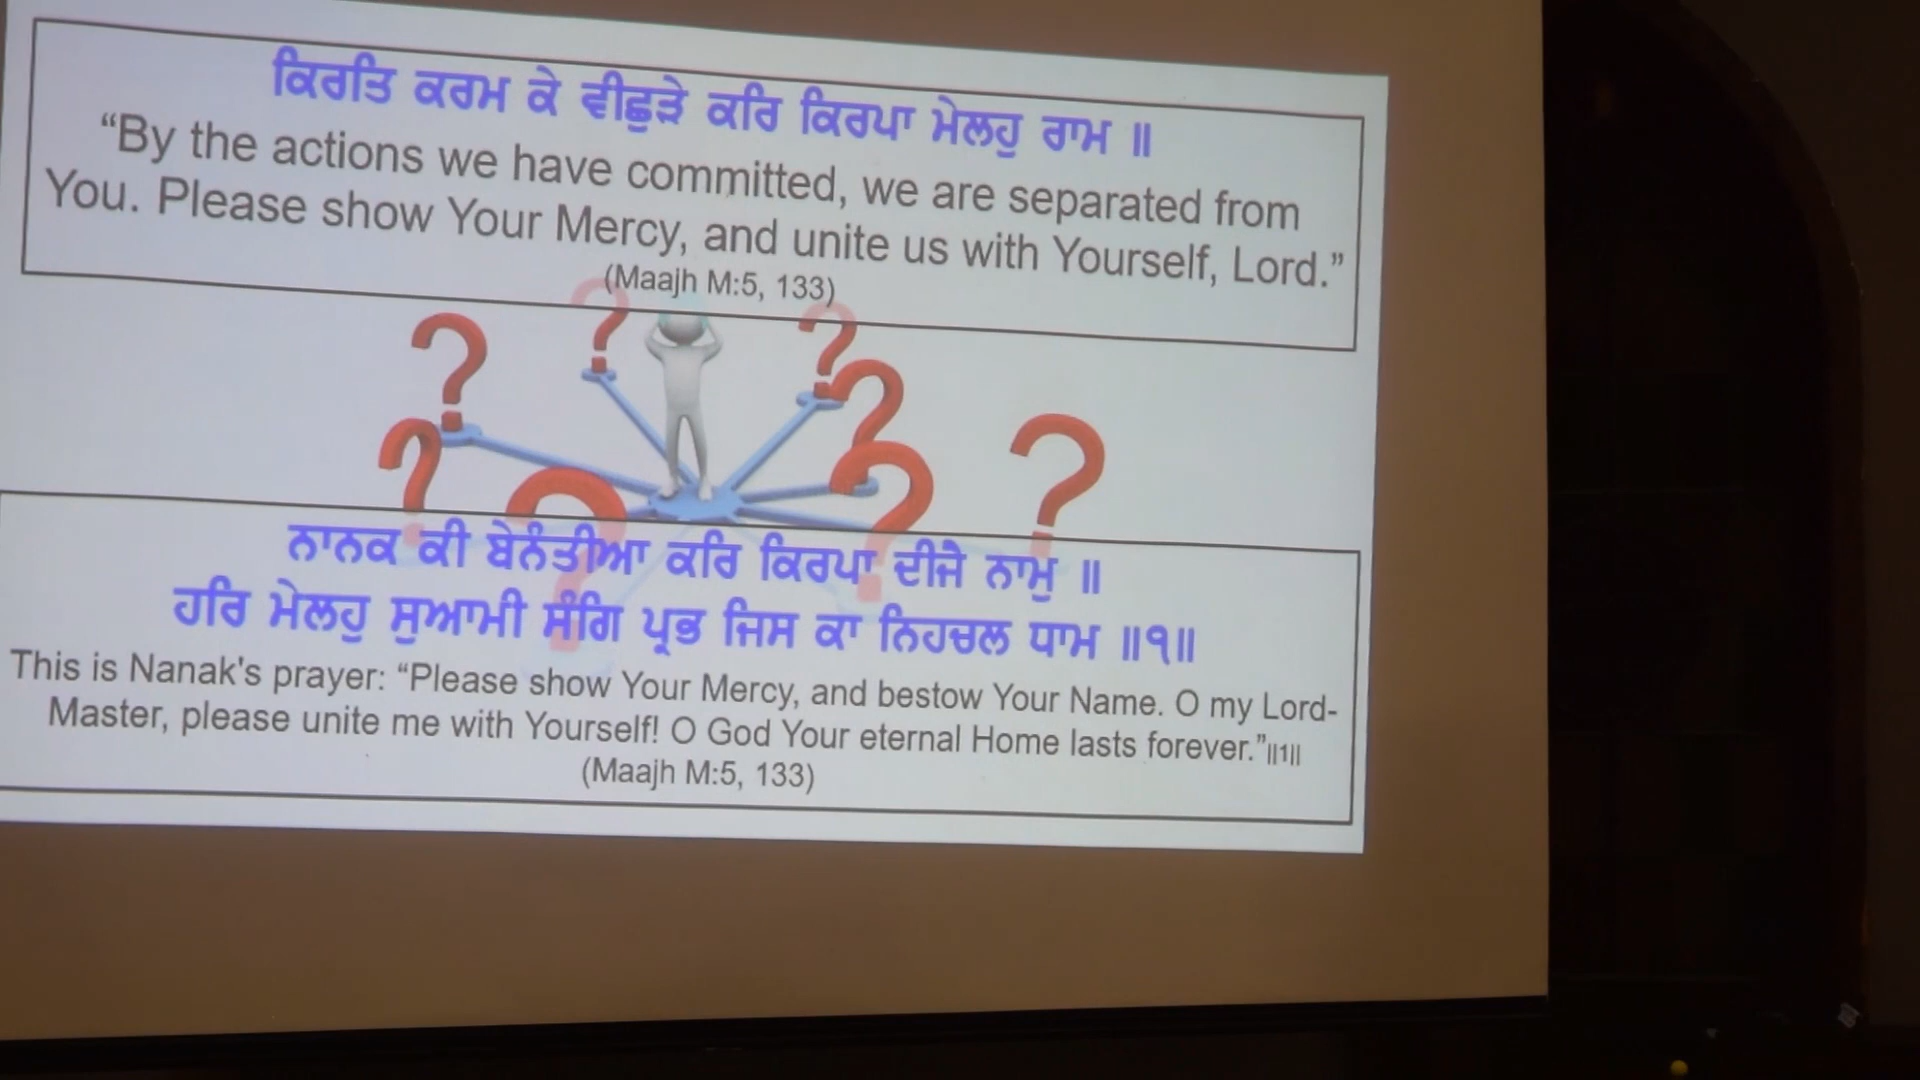 ਕਿਰਤਿ ਕਰਮ ਕੇ ਵੀਛੁੜੇ ਕਰਿ ਕਿਰਪਾ ਮੇਲਹੁ ਰਾਮ ॥
“By the actions we have committed, we are separated from
You. Please show Your Mercy, and unite us with Yourself, Lord.”
(Maajh M:5, 133)
? ? ? ? ? ? ? ?
ਨਾਨਕ ਕੀ ਬੇਨੰਤੀਆ ਕਰਿ ਕਿਰਪਾ ਦੀਜੈ ਨਾਮੁ ॥
ਹਰਿ ਮੇਲਹੁ ਸੁਆਮੀ ਸੰਗਿ ਪ੍ਰਭ ਜਿਸ ਕਾ ਨਿਹਚਲ ਧਾਮ ॥੧॥
This is Nanak's prayer: “Please show Your Mercy, and bestow Your Name. O my Lord-
Master, please unite me with Yourself! O God Your eternal Home lasts forever.”॥1॥
(Maajh M:5, 133)